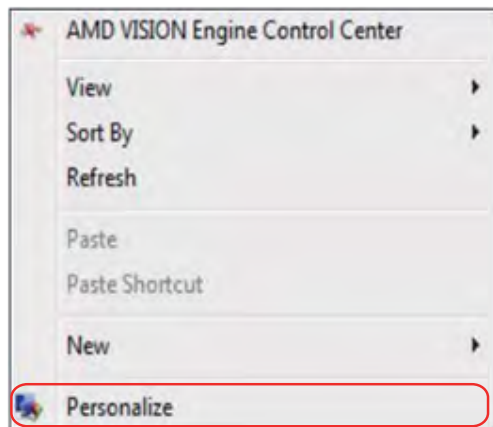 AMD VISION Engine Control Center
View
Sort By
Refresh
Paste
Paste Shortcut
New
Personalize